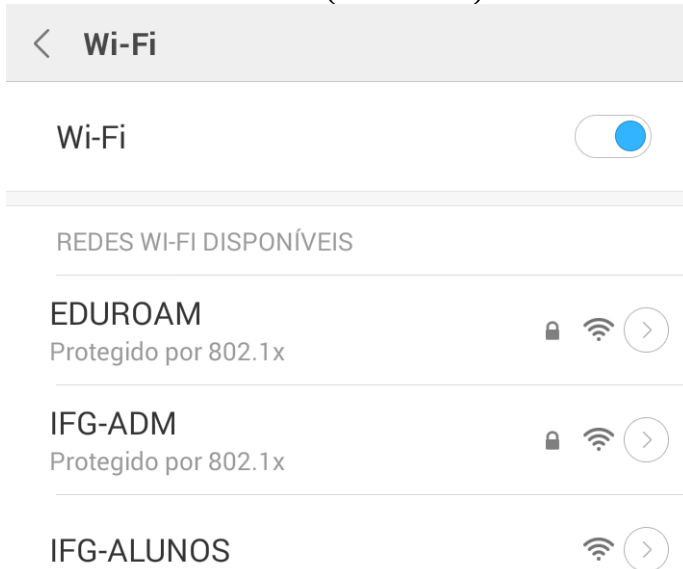 Wi-Fi
Wi-Fi
REDES WI-FI DISPONÍVEIS
EDUROAM
Protegido por 802.1x
IFG-ADM
Protegido por 802.1x
IFG-ALUNOS